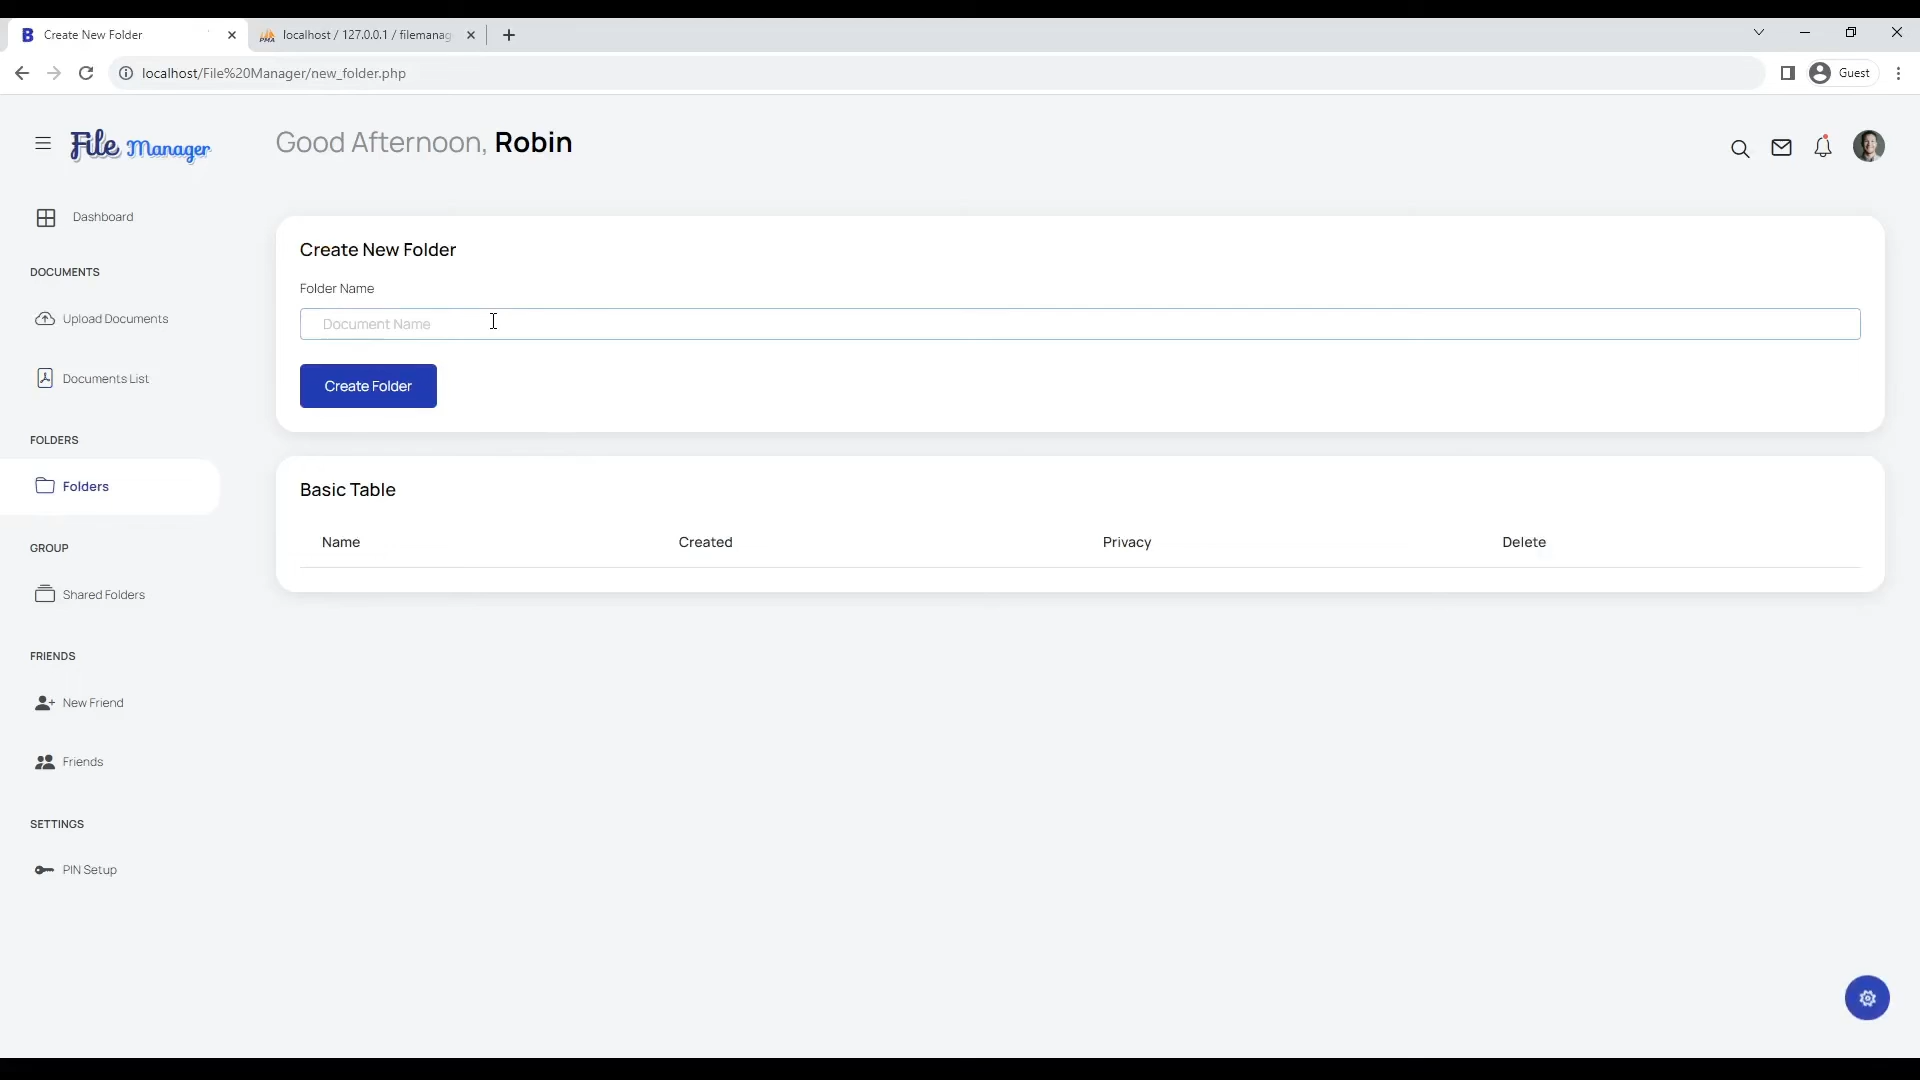 Create New Folder
localhost / 127.0.0.1 / filemanag
localhost/File%20Manager/new_folder.php
Guest
File Manager
Good Afternoon, Robin
Dashboard
DOCUMENTS
Upload Documents
Documents List
FOLDERS
Folders
GROUP
Shared Folders
FRIENDS
New Friend
Friends
SETTINGS
PIN Setup
Create New Folder
Folder Name
Document Name
Create Folder
Basic Table
Name Created Privacy Delete